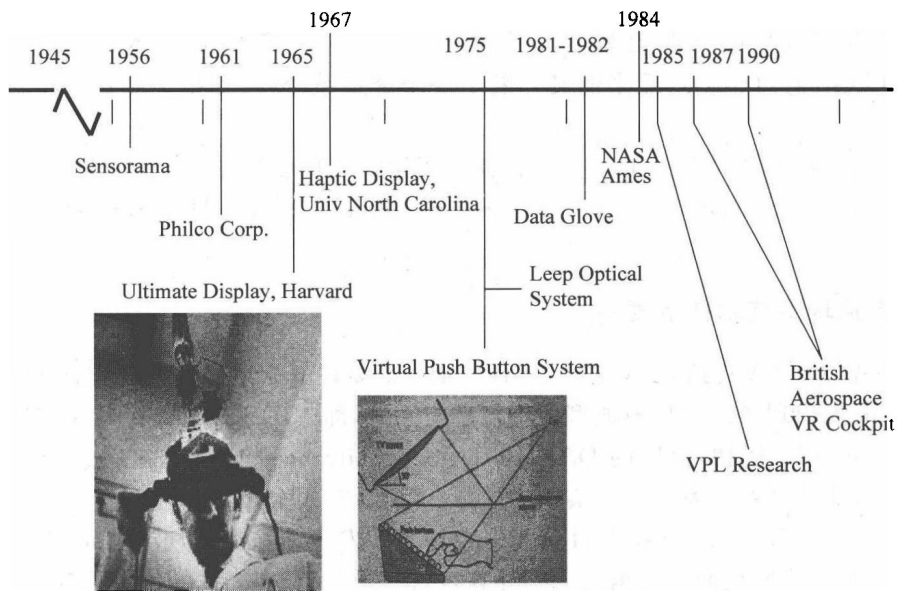 1967
1984
1945
1956
1961
1965
1975
1981-1982
1985
1987
1990
Sensorama
Philco Corp.
Ultimate Display, Harvard
Haptic Display,
Univ North Carolina
Data Glove
Leep Optical
System
Virtual Push Button System
NASA
Ames
VPL Research
British
Aerospace
VR Cockpit